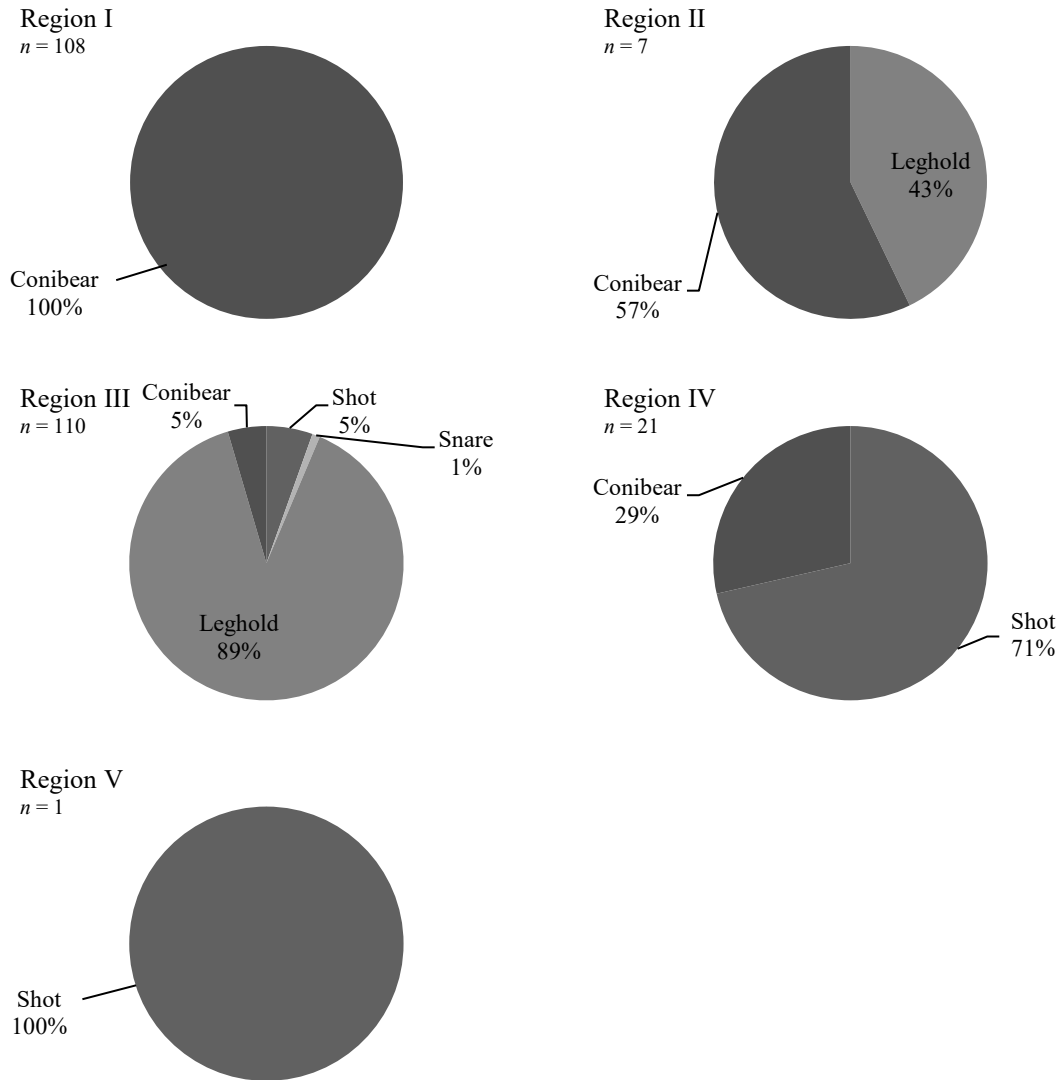 Region I
n = 108
Conibear
100%
Region II
n = 7
Leghold
43%
Conibear
57%
Region III
n = 110
Conibear
5%
Shot
5%
Snare
1%
Leghold
89%
Region IV
n = 21
Conibear
29%
Shot
71%
Region V
n = 1
Shot
100%